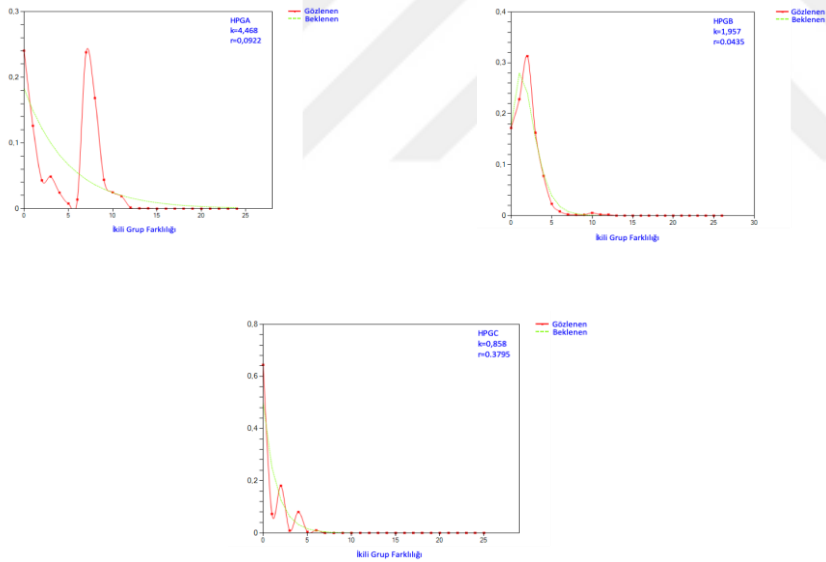 0,3
HPGA
k=4,468
r=0,0922
Gözlenen
Beklenen
0,2
0,1
0
0 5 10 15 20 25
İkili Grup Farklılığı
0,4
HPGB
k=1,957
r=0.0435
Gözlenen
Beklenen
0,3
0,2
0,1
0
0 5 10 15 20 25 30
İkili Grup Farklılığı
0,8
HPGC
k=0,858
r=0.3795
Gözlenen
Beklenen
0,6
0,4
0,2
0
0 5 10 15 20 25
İkili Grup Farklılığı